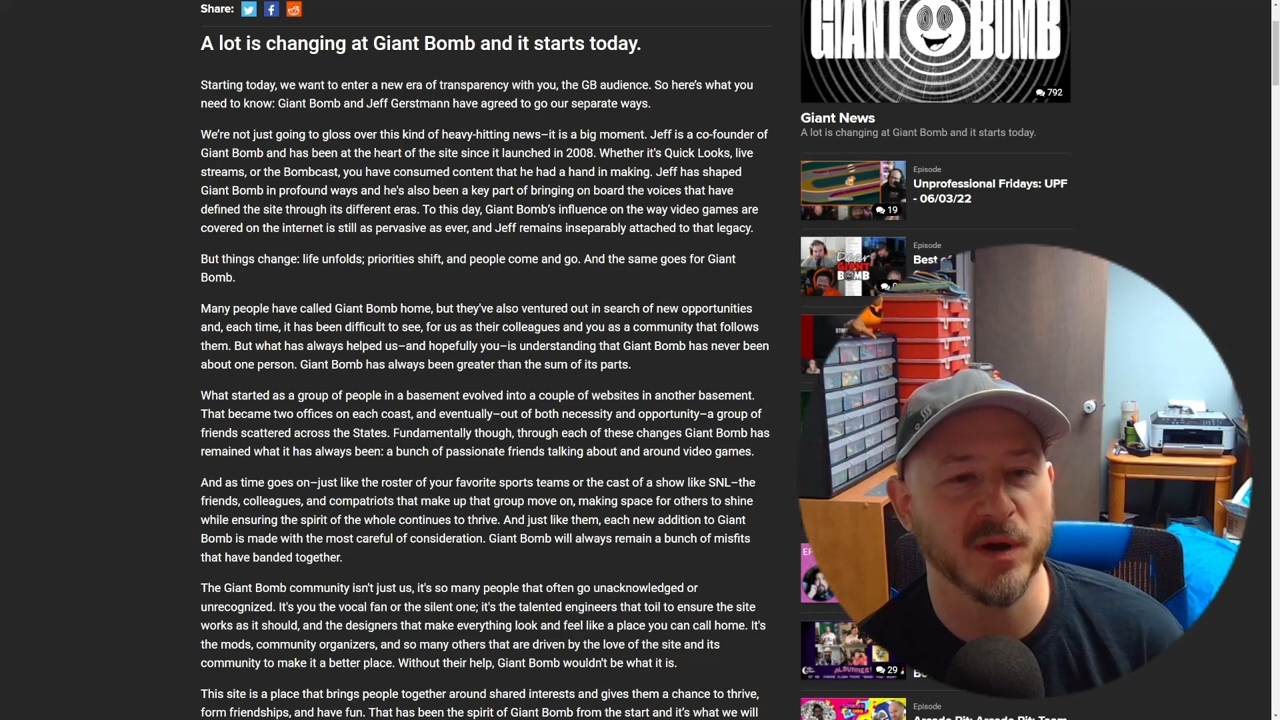 Share:
A lot is changing at Giant Bomb and it starts today.
Starting today, we want to enter a new era of transparency with you, the GB audience. So here's what you
need to know: Giant Bomb and Jeff Gerstmann have agreed to go our separate ways.
We're not just going to gloss over this kind of heavy-hitting news–it is a big moment. Jeff is a co-founder of
Giant Bomb and has been at the heart of the site since it launched in 2008. Whether it's Quick Looks, live
shows, or the Bombcast, you have enjoyed something he had a hand in making. Jeff has shaped
Giant Bomb in profound ways and he's also been a key part of bringing on board the voices that have
defined the site through its different eras. To this day, Giant Bomb's influence on the way video games are
covered on the internet is still as pervasive as ever, and Jeff remains inseparably attached to that legacy.
But things change: life unfolds; priorities shift, and people come and go. And the same goes for Giant
Bomb.
Many people have called Giant Bomb home, but they've also ventured out in search of new opportunities
and, each time, it has been difficult to see, for us as their colleagues and you as a community that follows
them. But what has always helped us–and hopefully you–is understanding that Giant Bomb has never been
about one person. Giant Bomb has always been greater than the sum of its parts.
What started as a group of people in a basement evolved into a couple of websites in another basement.
That became two offices on each coast, and eventually–out of both necessity and opportunity–a group of
friends scattered across the States. Fundamentally though, through each of these changes Giant Bomb has
remained what it has always been: a bunch of passionate friends talking about and around video games.
And as time goes on–just like the roster of your favorite sports teams or the cast of a show like SNL–the
friends, colleagues, and compatriots that make up that group move on, making space for others to shine
while ensuring the spirit of the whole continues to thrive. And just like them, each new addition to Giant
Bomb is made with the most careful of consideration. Giant Bomb will always remain a bunch of misfits
that have banded together.
The Giant Bomb community isn't just us, it's so many people that often go unacknowledged or
unrecognized. It's you the vocal fan or the silent one; it's the talented engineers that toil to ensure the site
works as it should, and the designers that make everything look and feel like a place you can call home. It's
the mods, community organizers, and so many others that are driven by the love of the site and its
community to make it a better place. Without their help, Giant Bomb wouldn't be what it is.
This site is a place that brings people together around shared interests and gives them a chance to thrive,
form friendships, and have fun. That has been the spirit of Giant Bomb from the start and it's what we will
GIANT BOMB
792
Giant News
A lot is changing at Giant Bomb and it starts today.
Episode
Unprofessional Fridays: UPF
- 06/03/22
19
Episode
Best of
GIANT
BOMB
29
Episode
Arcade Pit: Arcade Pit: Team